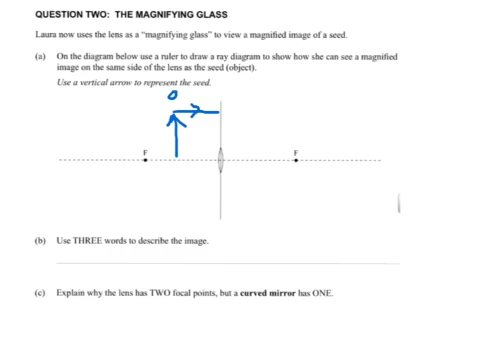 QUESTION TWO: THE MAGNIFYING GLASS
Laura now uses the lens as a “magnifying glass” to view a magnified image of a seed.
(a) On the diagram below use a ruler to draw a ray diagram to show how she can see a magnified
image on the same side of the lens as the seed (object).
Use a vertical arrow to represent the seed.
O
F F
(b) Use THREE words to describe the image.
(c) Explain why the lens has TWO focal points, but a curved mirror has ONE.